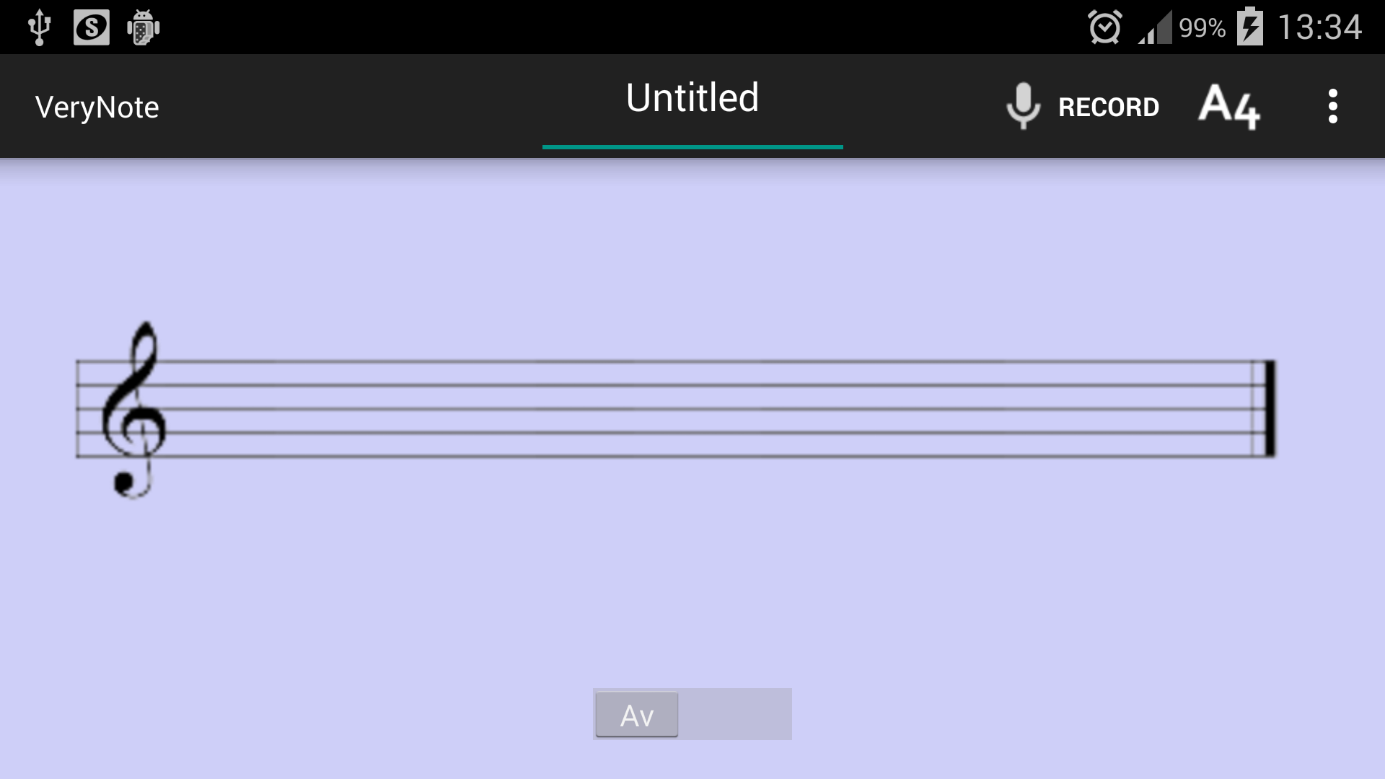 99% 13:34
VeryNote Untitled RECORD A4
Av